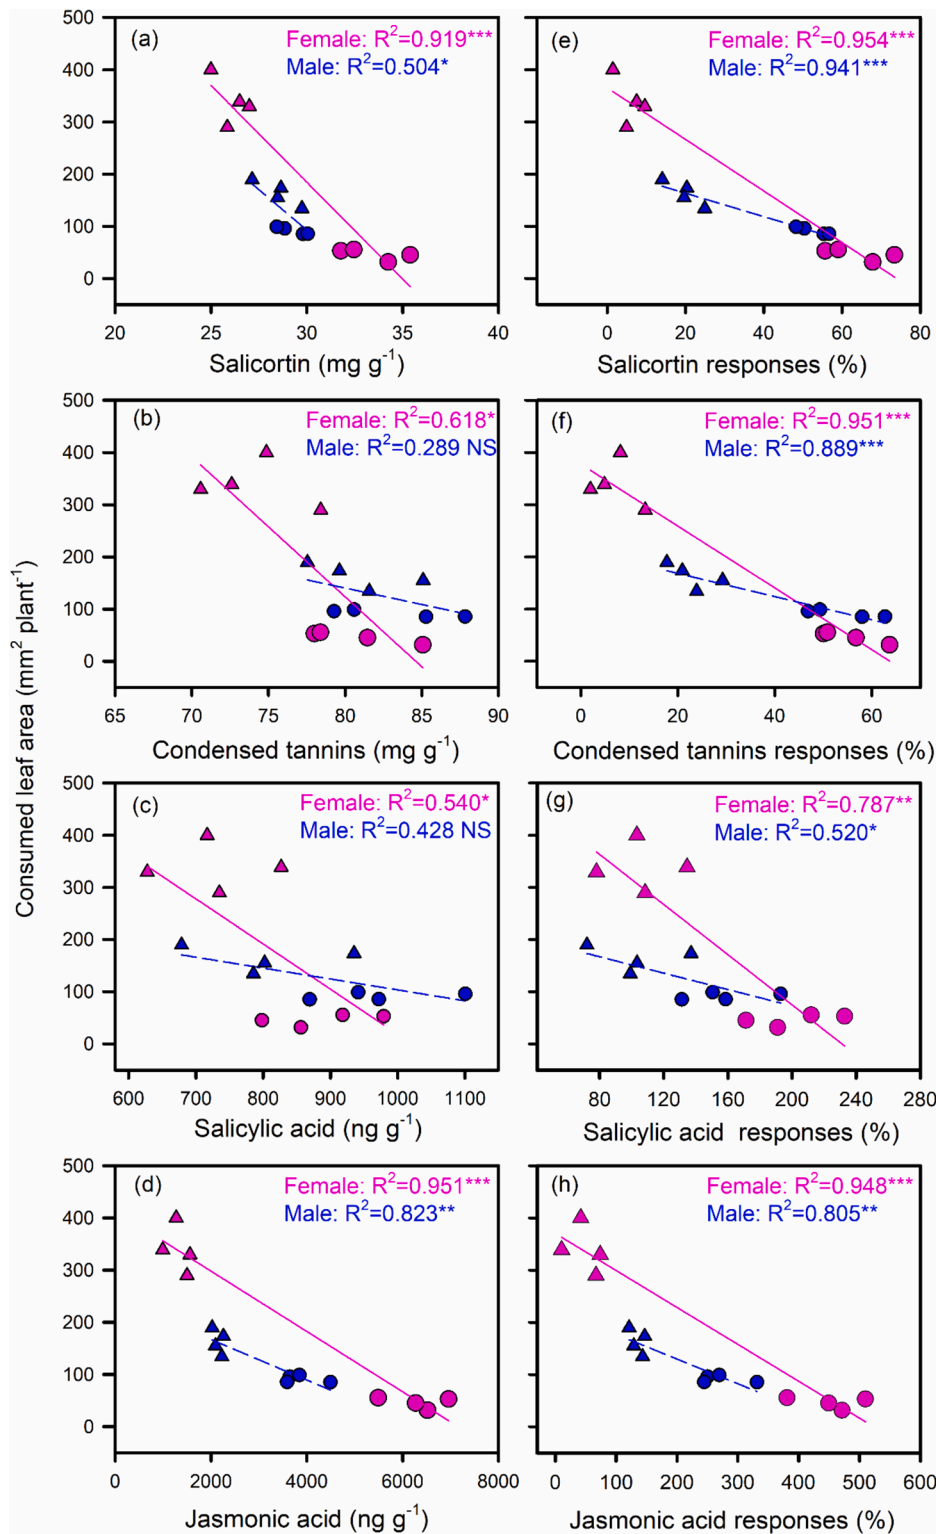 Consumed leaf area (mm² plant⁻¹)
(a)
Female: R²=0.919***
Male: R²=0.504*
500
400
300
200
100
0
20 25 30 35 40
Salicortin (mg g⁻¹)
(e)
Female: R²=0.954***
Male: R²=0.941***
0 20 40 60 80
Salicortin responses (%)
(b)
Female: R²=0.618*
Male: R²=0.289 NS
500
400
300
200
100
0
65 70 75 80 85 90
Condensed tannins (mg g⁻¹)
(f)
Female: R²=0.951***
Male: R²=0.889***
0 20 40 60
Condensed tannins responses (%)
(c)
Female: R²=0.540*
Male: R²=0.428 NS
500
400
300
200
100
0
600 700 800 900 1000 1100
Salicylic acid (ng g⁻¹)
(g)
Female: R²=0.787**
Male: R²=0.520*
80 120 160 200 240 280
Salicylic acid responses (%)
(d)
Female: R²=0.951***
Male: R²=0.823**
500
400
300
200
100
0
0 2000 4000 6000 8000
Jasmonic acid (ng g⁻¹)
(h)
Female: R²=0.948***
Male: R²=0.805**
0 100 200 300 400 500 600
Jasmonic acid responses (%)